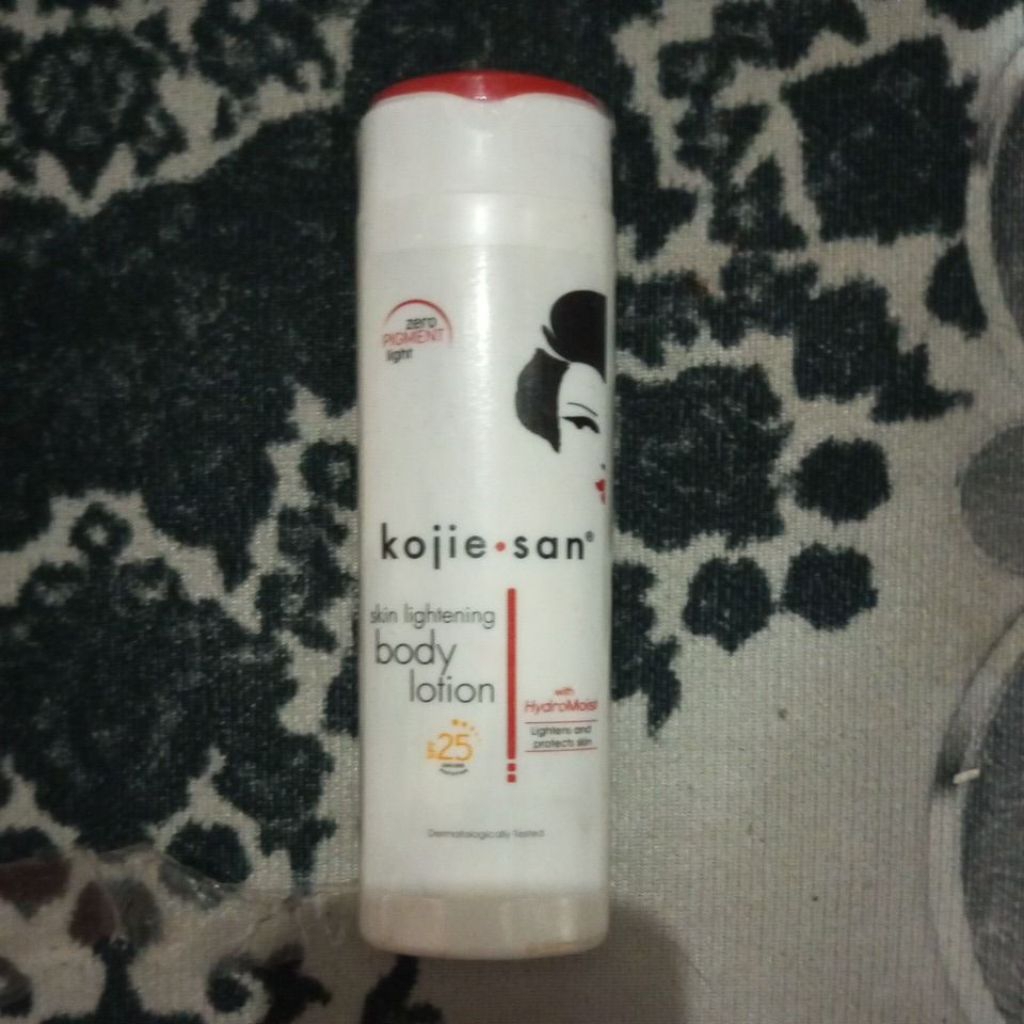 zero
PIGMENT
light
kojie•san®
skin lightening
body
lotion
with
HydroMoist
Lightens and
protects skin
25
Dermatologically Tested